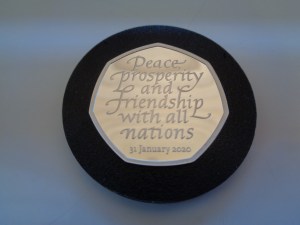 Peace
prosperity
and
friendship
with all
nations
31 January 2020